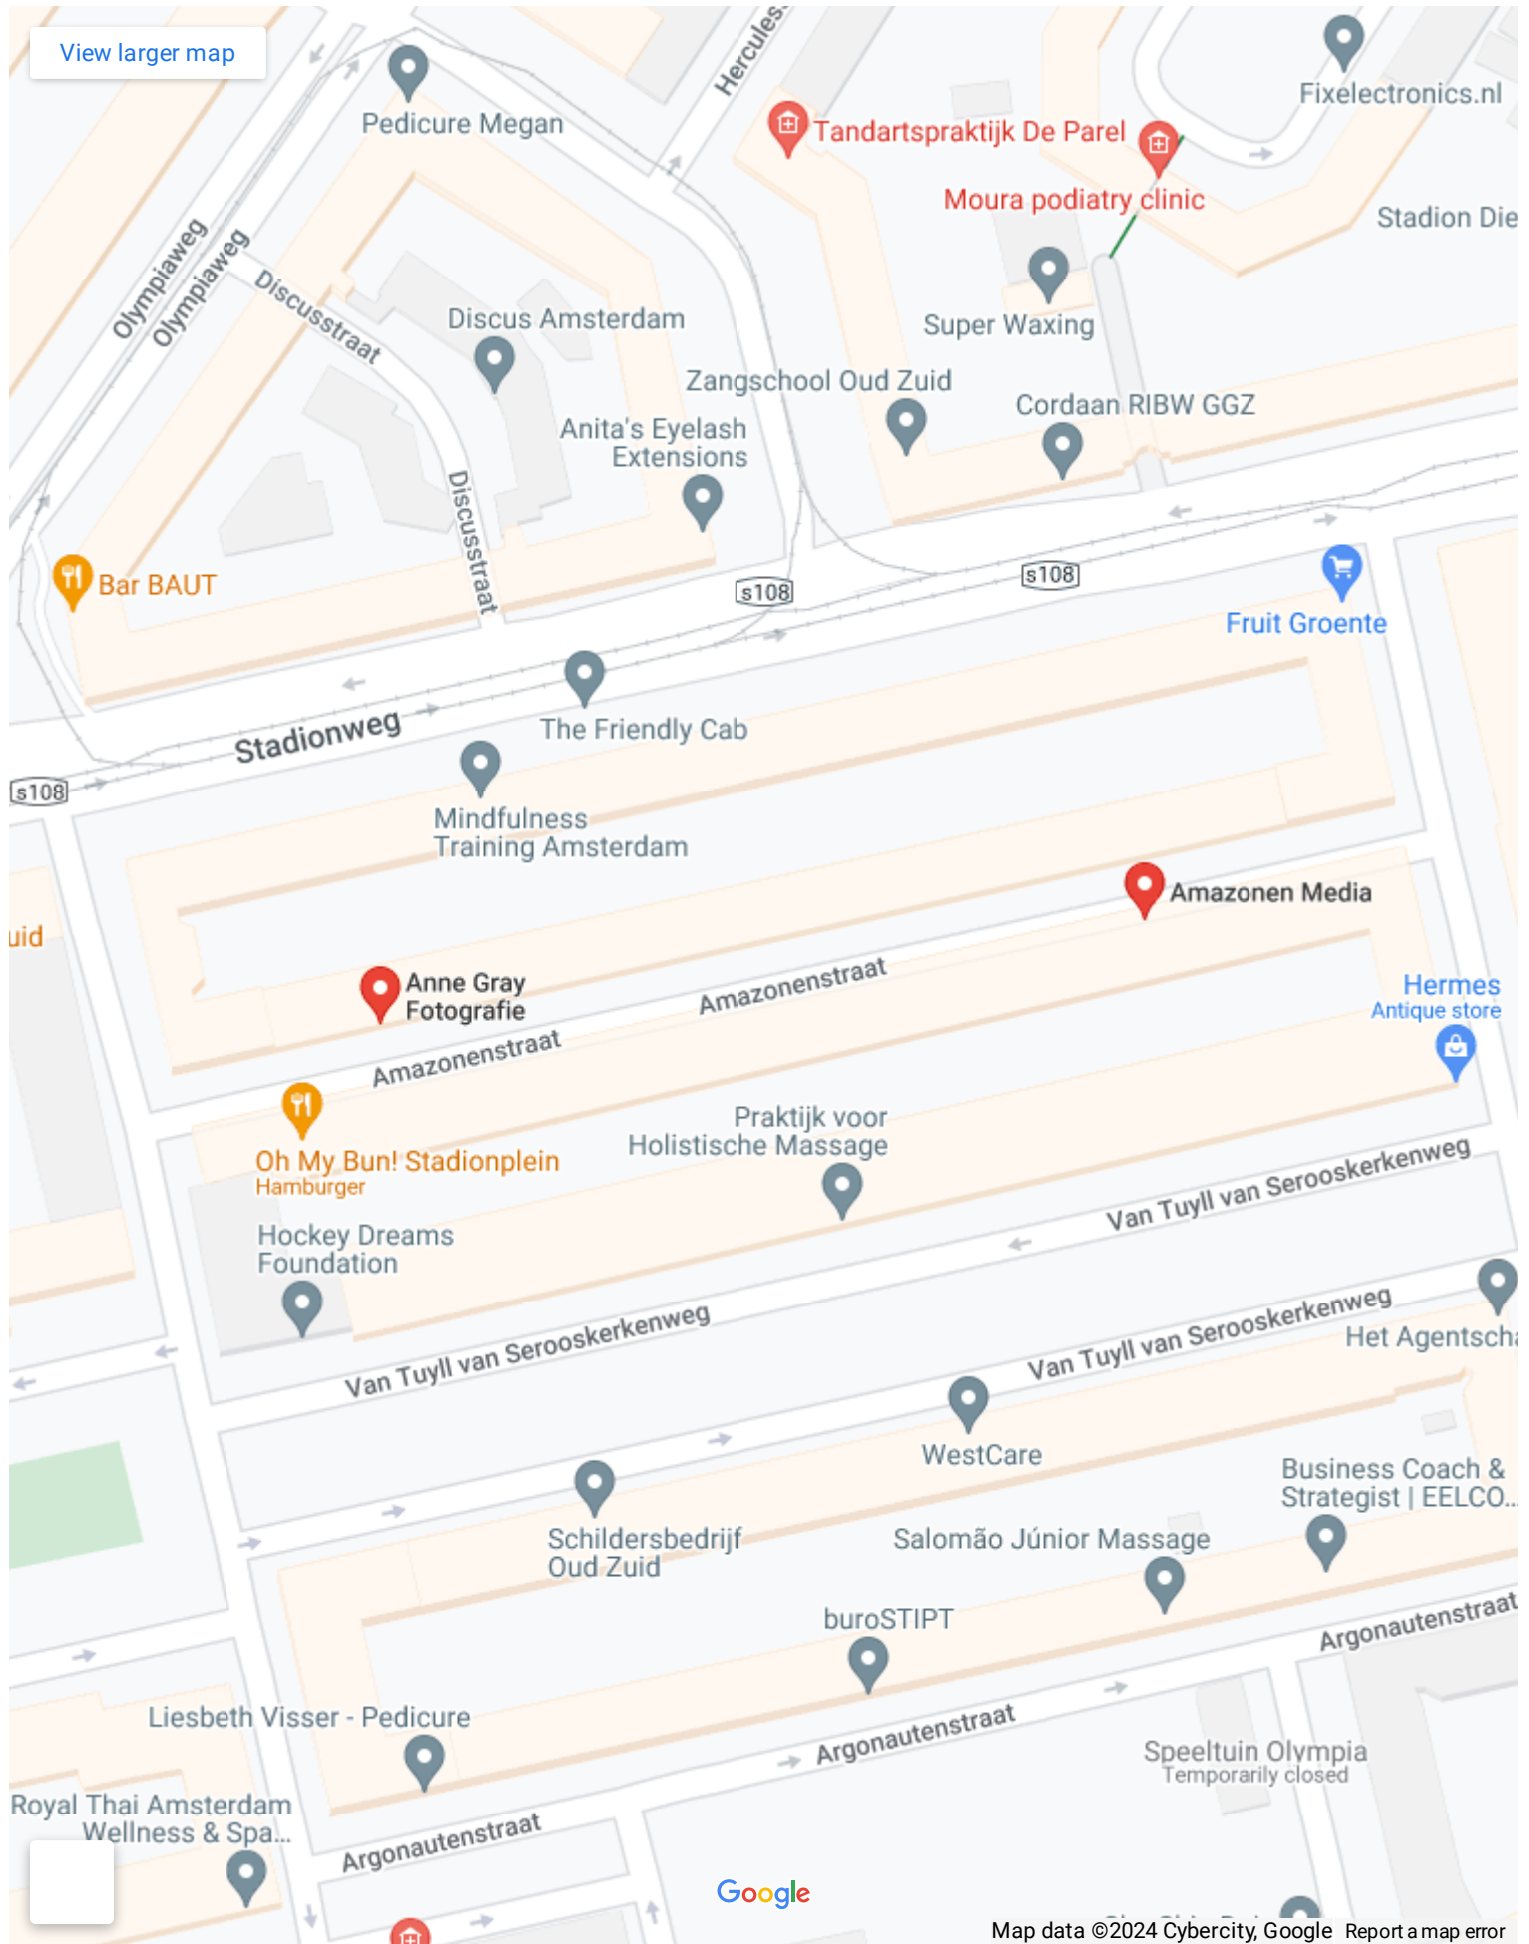 View larger map
Pedicure Megan
Hercules
Fixelectronics.nl
Tandartspraktijk De Parel
Moura podiatry clinic
Stadion Die
Olympiaweg
Olympiaweg
Discusstraat
Discus Amsterdam
Super Waxing
Zangschool Oud Zuid
Cordaan RIBW GGZ
Anita's Eyelash
Extensions
Discusstraat
Bar BAUT
s108
s108
Fruit Groente
Stadionweg
The Friendly Cab
s108
Mindfulness
Training Amsterdam
Amazonen Media
uid
Anne Gray
Fotografie
Amazonenstraat
Amazonenstraat
Hermes
Antique store
Praktijk voor
Holistische Massage
Oh My Bun! Stadionplein
Hamburger
Van Tuyll van Serooskerkenweg
Hockey Dreams
Foundation
Van Tuyll van Serooskerkenweg
Van Tuyll van Serooskerkenweg
Het Agentscha
WestCare
Business Coach &
Strategist | EELCO...
Schildersbedrijf
Oud Zuid
Salomão Júnior Massage
buroSTIPT
Argonautenstraat
Liesbeth Visser - Pedicure
Argonautenstraat
Speeltuin Olympia
Temporarily closed
Royal Thai Amsterdam
Wellness & Spa...
Argonautenstraat
Google
Map data ©2024 Cybercity, Google
Report a map error